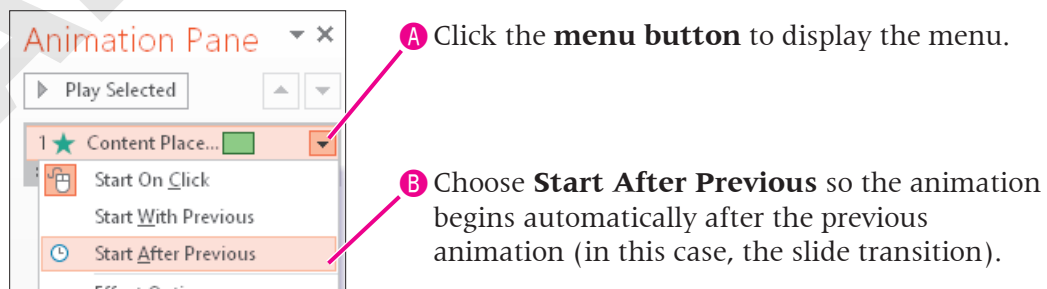 Animation Pane
Play Selected
1 Content Place...
Start On Click
Start With Previous
Start After Previous
A Click the menu button to display the menu.
B Choose Start After Previous so the animation
begins automatically after the previous
animation (in this case, the slide transition).